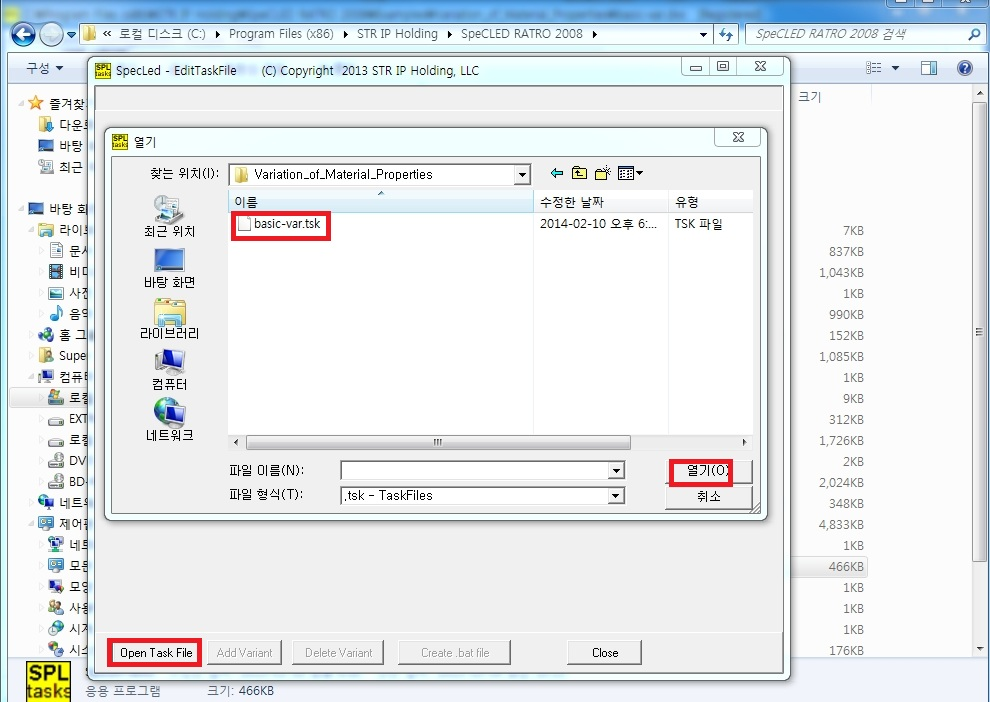 « 로컬 디스크 (C:) ▸ Program Files (x86) ▸ STR IP Holding ▸ SpeCLED RATRO 2008 ▸
SpeCLED RATRO 2008 검색
구성
SpecLed - EditTaskFile (C) Copyright 2013 STR IP Holding, LLC
크기
즐겨찾
다운로
바탕
최근
바탕 화
라이브
문서
비디
사진
음악
홈 그
Supe
컴퓨터
로컬
EXT
로컬
DV
BD-
네트워
제어판
네트
모든
모양
사용
시계
시스
열기
찾는 위치(I):
Variation_of_Material_Properties
이름
수정한 날짜
유형
basic-var.tsk
2014-02-10 오후 6:...
TSK 파일
최근 위치
바탕 화면
라이브러리
컴퓨터
네트워크
파일 이름(N):
열기(O)
파일 형식(T):
,tsk - TaskFiles
취소
7KB
837KB
1,043KB
1KB
990KB
152KB
1,085KB
1KB
9KB
312KB
1,726KB
2KB
2,024KB
348KB
4,833KB
1KB
466KB
1KB
1KB
1KB
176KB
Open Task File
Add Variant
Delete Variant
Create .bat file
Close
SPL
tasks
응용 프로그램
크기: 466KB